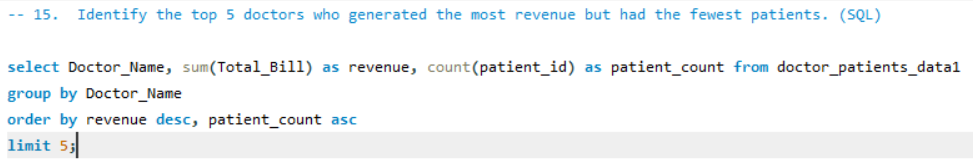 -- 15.  Identify the top 5 doctors who generated the most revenue but had the fewest patients. (SQL)
select Doctor_Name, sum(Total_Bill) as revenue, count(patient_id) as patient_count from doctor_patients_data1
group by Doctor_Name
order by revenue desc, patient_count asc
limit 5;